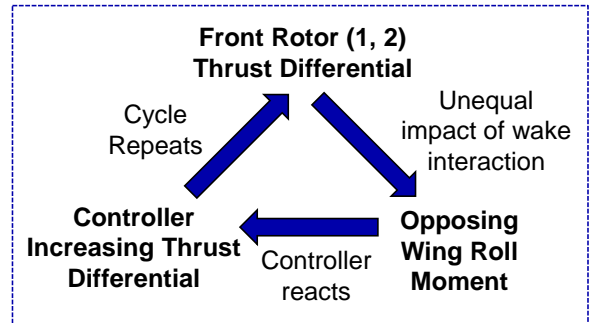 Front Rotor (1, 2)
Thrust Differential
Cycle
Repeats
Unequal
impact of wake
interaction
Controller
Increasing Thrust
Differential
Controller
reacts
Opposing
Wing Roll
Moment